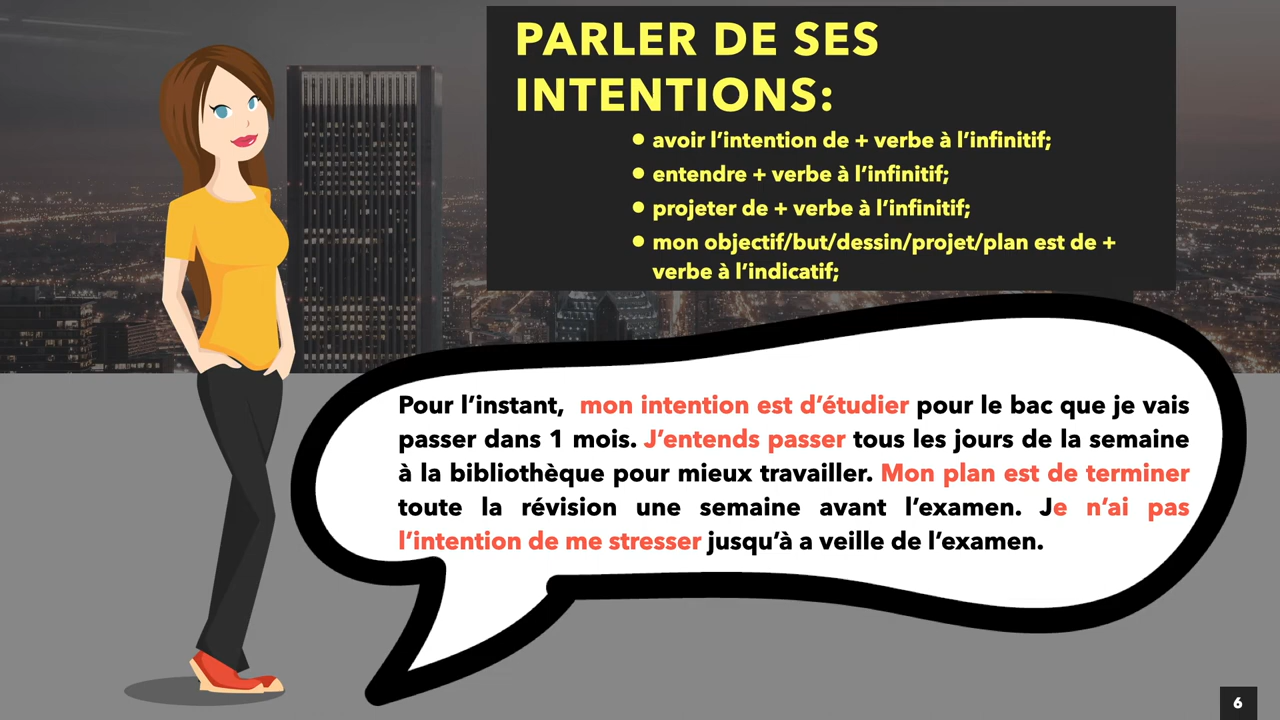 PARLER DE SES
INTENTIONS:
• avoir l’intention de + verbe à l’infinitif;
• entendre + verbe à l’infinitif;
• projeter de + verbe à l’infinitif;
• mon objectif/but/dessin/projet/plan est de +
verbe à l’indicatif;
Pour l’instant, mon intention est d’étudier pour le bac que je vais
passer dans 1 mois. J’entends passer tous les jours de la semaine
à la bibliothèque pour mieux travailler. Mon plan est de terminer
toute la révision une semaine avant l’examen. Je n’ai pas
l’intention de me stresser jusqu’à a veille de l’examen.
6